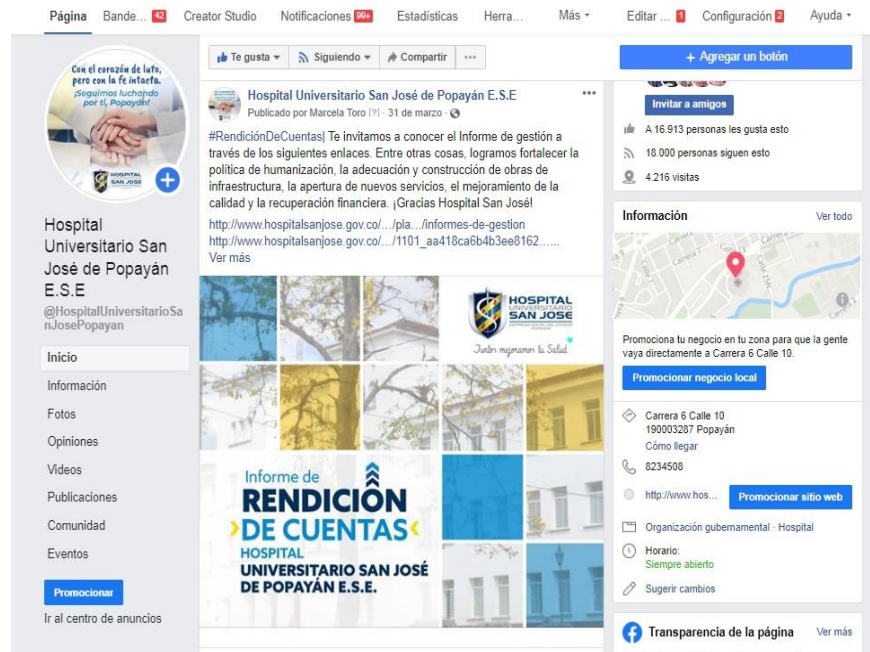 Página Bande... 42 Creator Studio Notificaciones 99+ Estadísticas Herra... Más Editar ... 1 Configuración 2 Ayuda
Con el corazón de luto,
pero con la fe intacta.
¡Seguimos luchando
por ti, Popayán!
HOSPITAL
SAN JOSE
Hospital
Universitario San
José de Popayán
E.S.E
@HospitalUniversitarioSa
nJosePopayan
Inicio
Información
Fotos
Opiniones
Videos
Publicaciones
Comunidad
Eventos
Promocionar
Ir al centro de anuncios
Te gusta Siguiendo Compartir ...
Hospital Universitario San José de Popayán E.S.E
Publicado por Marcela Toro [?] · 31 de marzo ·
#RendiciónDeCuentas| Te invitamos a conocer el Informe de gestión a
través de los siguientes enlaces. Entre otras cosas, logramos fortalecer la
política de humanización, la adecuación y construcción de obras de
infraestructura, la apertura de nuevos servicios, el mejoramiento de la
calidad y la recuperación financiera. ¡Gracias Hospital San José!
http://www.hospitalsanjose.gov.co/.../pla.../informes-de-gestion
http://www.hospitalsanjose.gov.co/.../1101_aa418ca6b4b3ee8162......
Ver más
HOSPITAL
UNIVERSITARIO
SAN JOSE
Juntos mejoramos tu Salud
Informe de
RENDICIÓN
DE CUENTAS
HOSPITAL
UNIVERSITARIO SAN JOSÉ
DE POPAYÁN E.S.E.
+ Agregar un botón
Invitar a amigos
A 16.913 personas les gusta esto
18.000 personas siguen esto
4.216 visitas
Información Ver todo
Carrera
Carrera 7
Calle 7
Calle 15N
Promociona tu negocio en tu zona para que la gente
vaya directamente a Carrera 6 Calle 10.
Promocionar negocio local
Carrera 6 Calle 10
190003287 Popayán
Cómo llegar
8234508
http://www.hos... Promocionar sitio web
Organización gubernamental · Hospital
Horario:
Siempre abierto
Sugerir cambios
Transparencia de la página Ver más